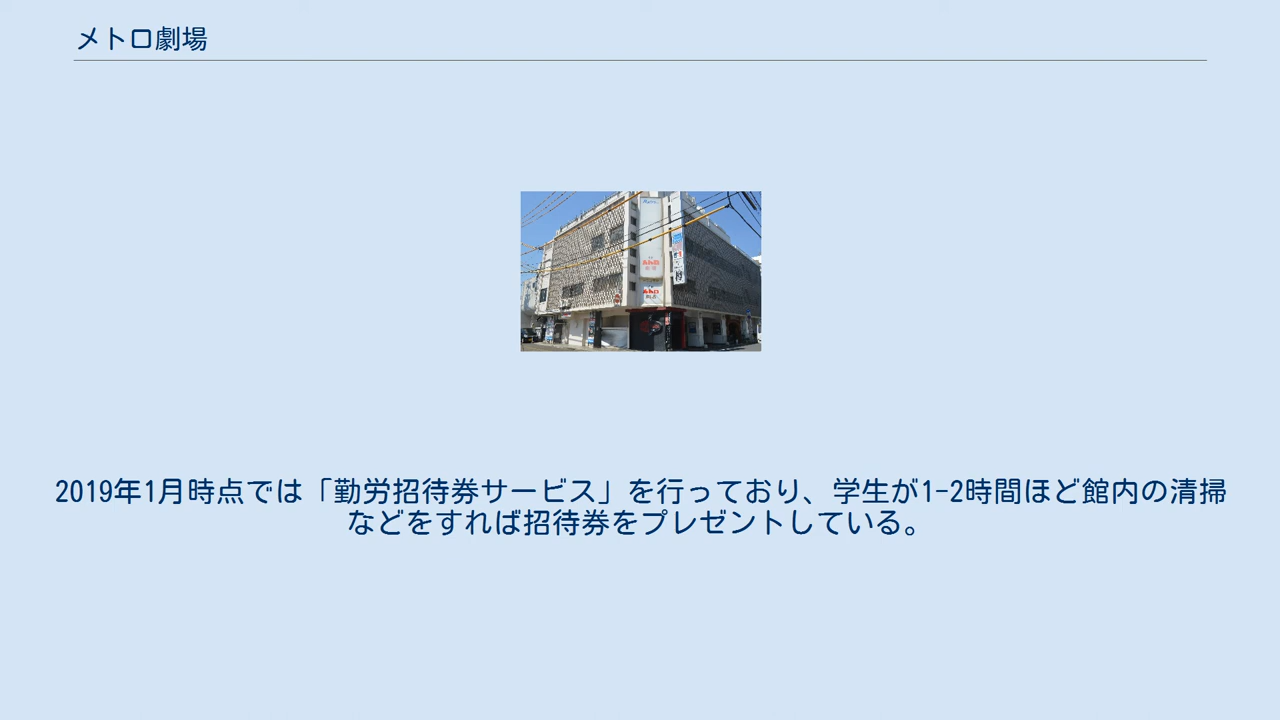 メトロ劇場
2019年1月時点では「勤労招待券サービス」を行っており、学生が1-2時間ほど館内の清掃
などをすれば招待券をプレゼントしている。